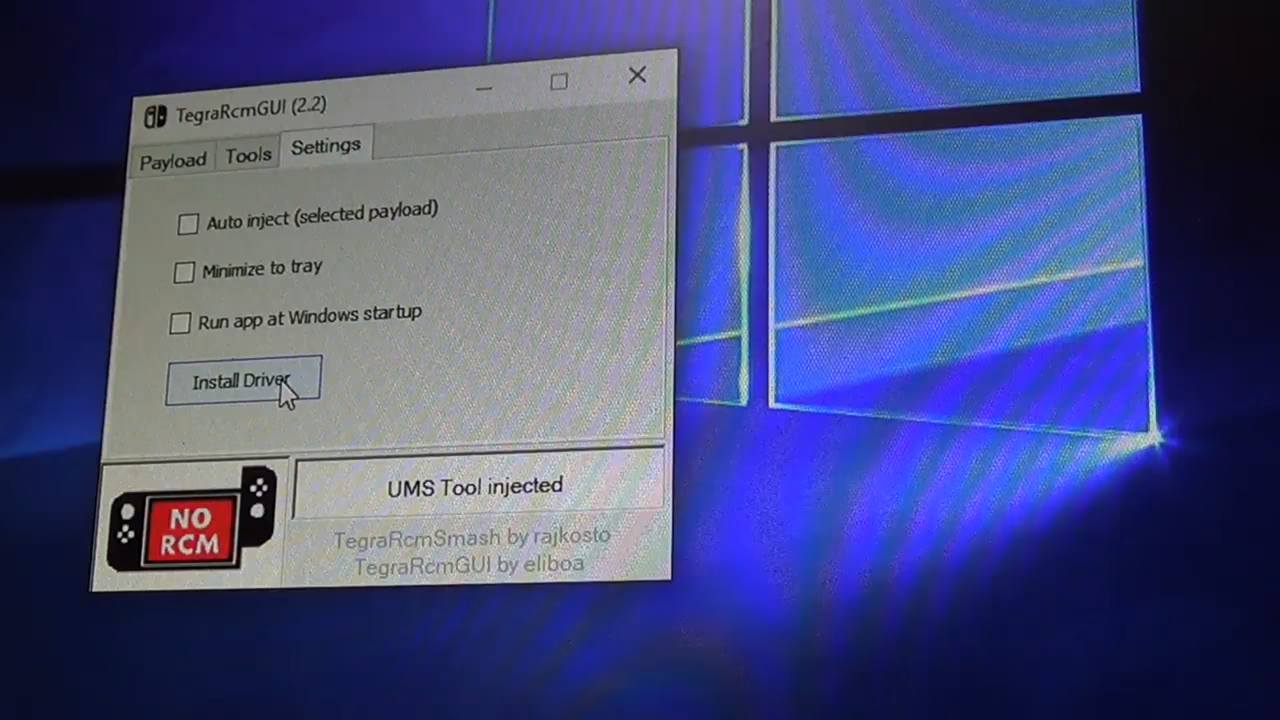 TegraRcmGUI (2.2)
Payload Tools Settings
Auto inject (selected payload)
Minimize to tray
Run app at Windows startup
Install Driver
NO
RCM
UMS Tool injected
TegraRcmSmash by rajkosto
TegraRcmGUI by eliboa